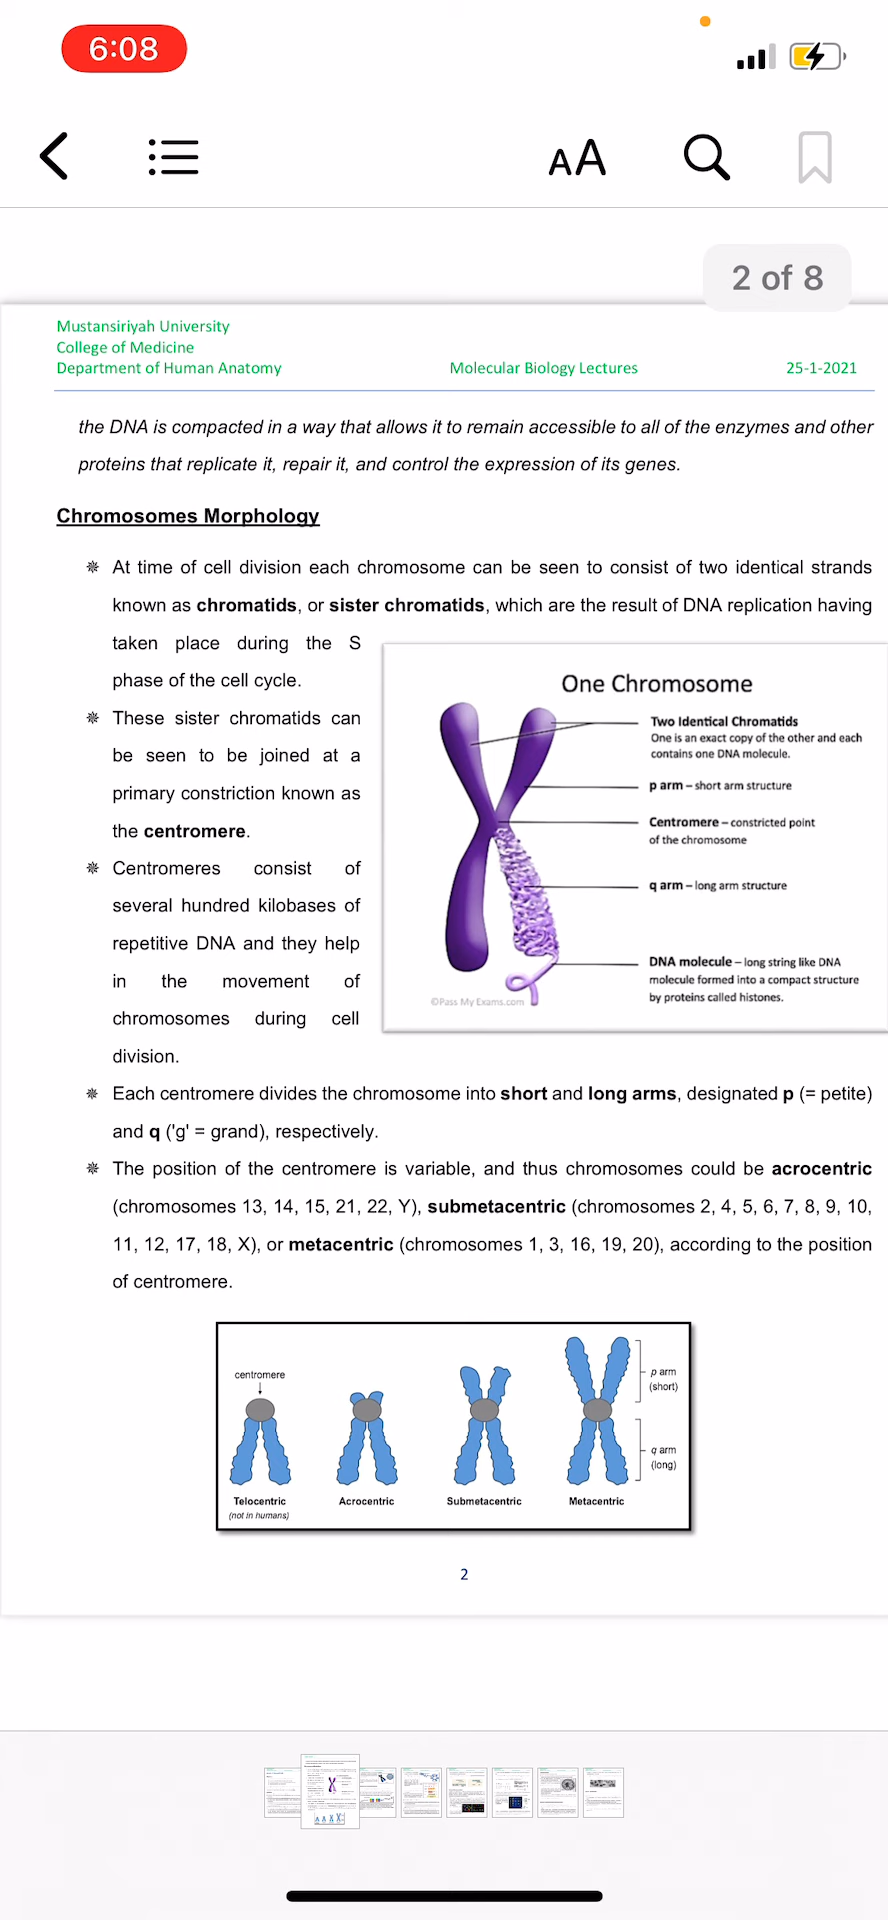 6:08
AA
2 of 8
Mustansiriyah University
College of Medicine
Department of Human Anatomy Molecular Biology Lectures 25-1-2021
the DNA is compacted in a way that allows it to remain accessible to all of the enzymes and other
proteins that replicate it, repair it, and control the expression of its genes.
Chromosomes Morphology
At time of cell division each chromosome can be seen to consist of two identical strands
known as chromatids, or sister chromatids, which are the result of DNA replication having
taken place during the S
phase of the cell cycle.
These sister chromatids can
be seen to be joined at a
primary constriction known as
the centromere.
Centromeres consist of
several hundred kilobases of
repetitive DNA and they help
in the movement of
chromosomes during cell
division.
One Chromosome
Two Identical Chromatids
One is an exact copy of the other and each
contains one DNA molecule.
p arm – short arm structure
Centromere – constricted point
of the chromosome
q arm – long arm structure
DNA molecule – long string like DNA
molecule formed into a compact structure
by proteins called histones.
©Pass My Exams.com
Each centromere divides the chromosome into short and long arms, designated p (= petite)
and q ('g' = grand), respectively.
The position of the centromere is variable, and thus chromosomes could be acrocentric
(chromosomes 13, 14, 15, 21, 22, Y), submetacentric (chromosomes 2, 4, 5, 6, 7, 8, 9, 10,
11, 12, 17, 18, X), or metacentric (chromosomes 1, 3, 16, 19, 20), according to the position
of centromere.
centromere
p arm
(short)
q arm
(long)
Telocentric
(not in humans)
Acrocentric
Submetacentric
Metacentric
2